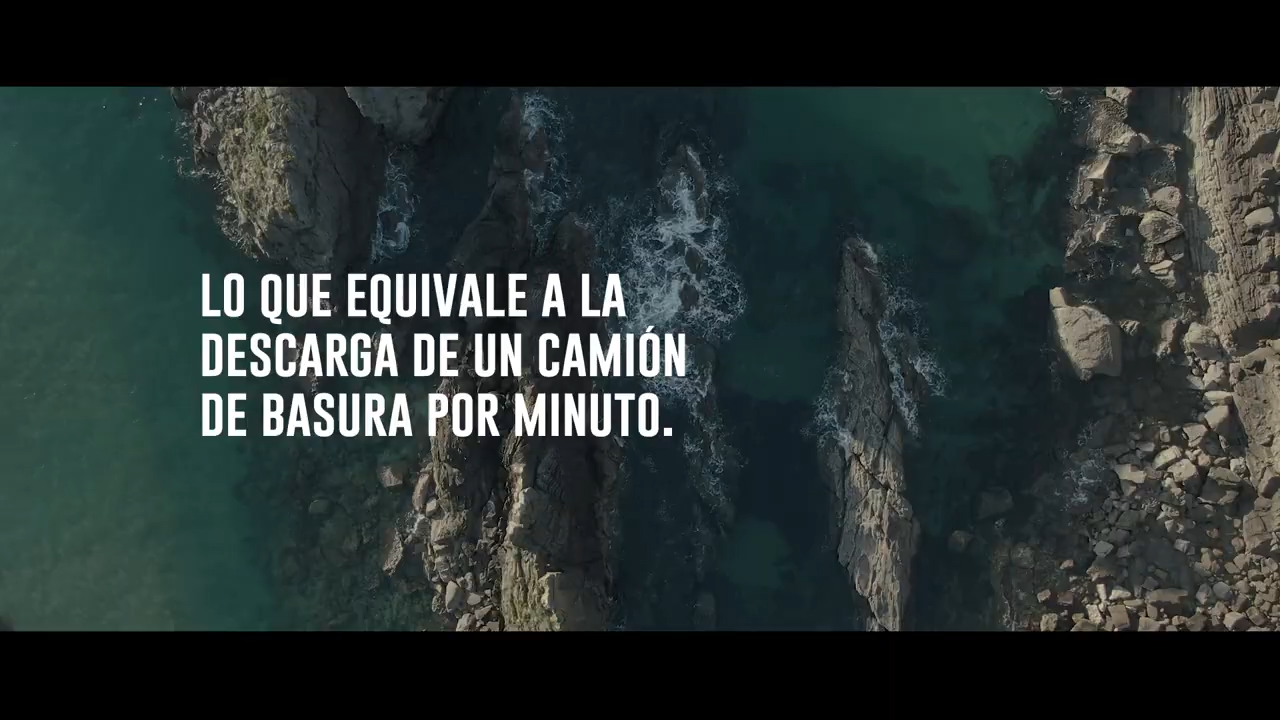 LO QUE EQUIVALE A LA
DESCARGA DE UN CAMIÓN
DE BASURA POR MINUTO.